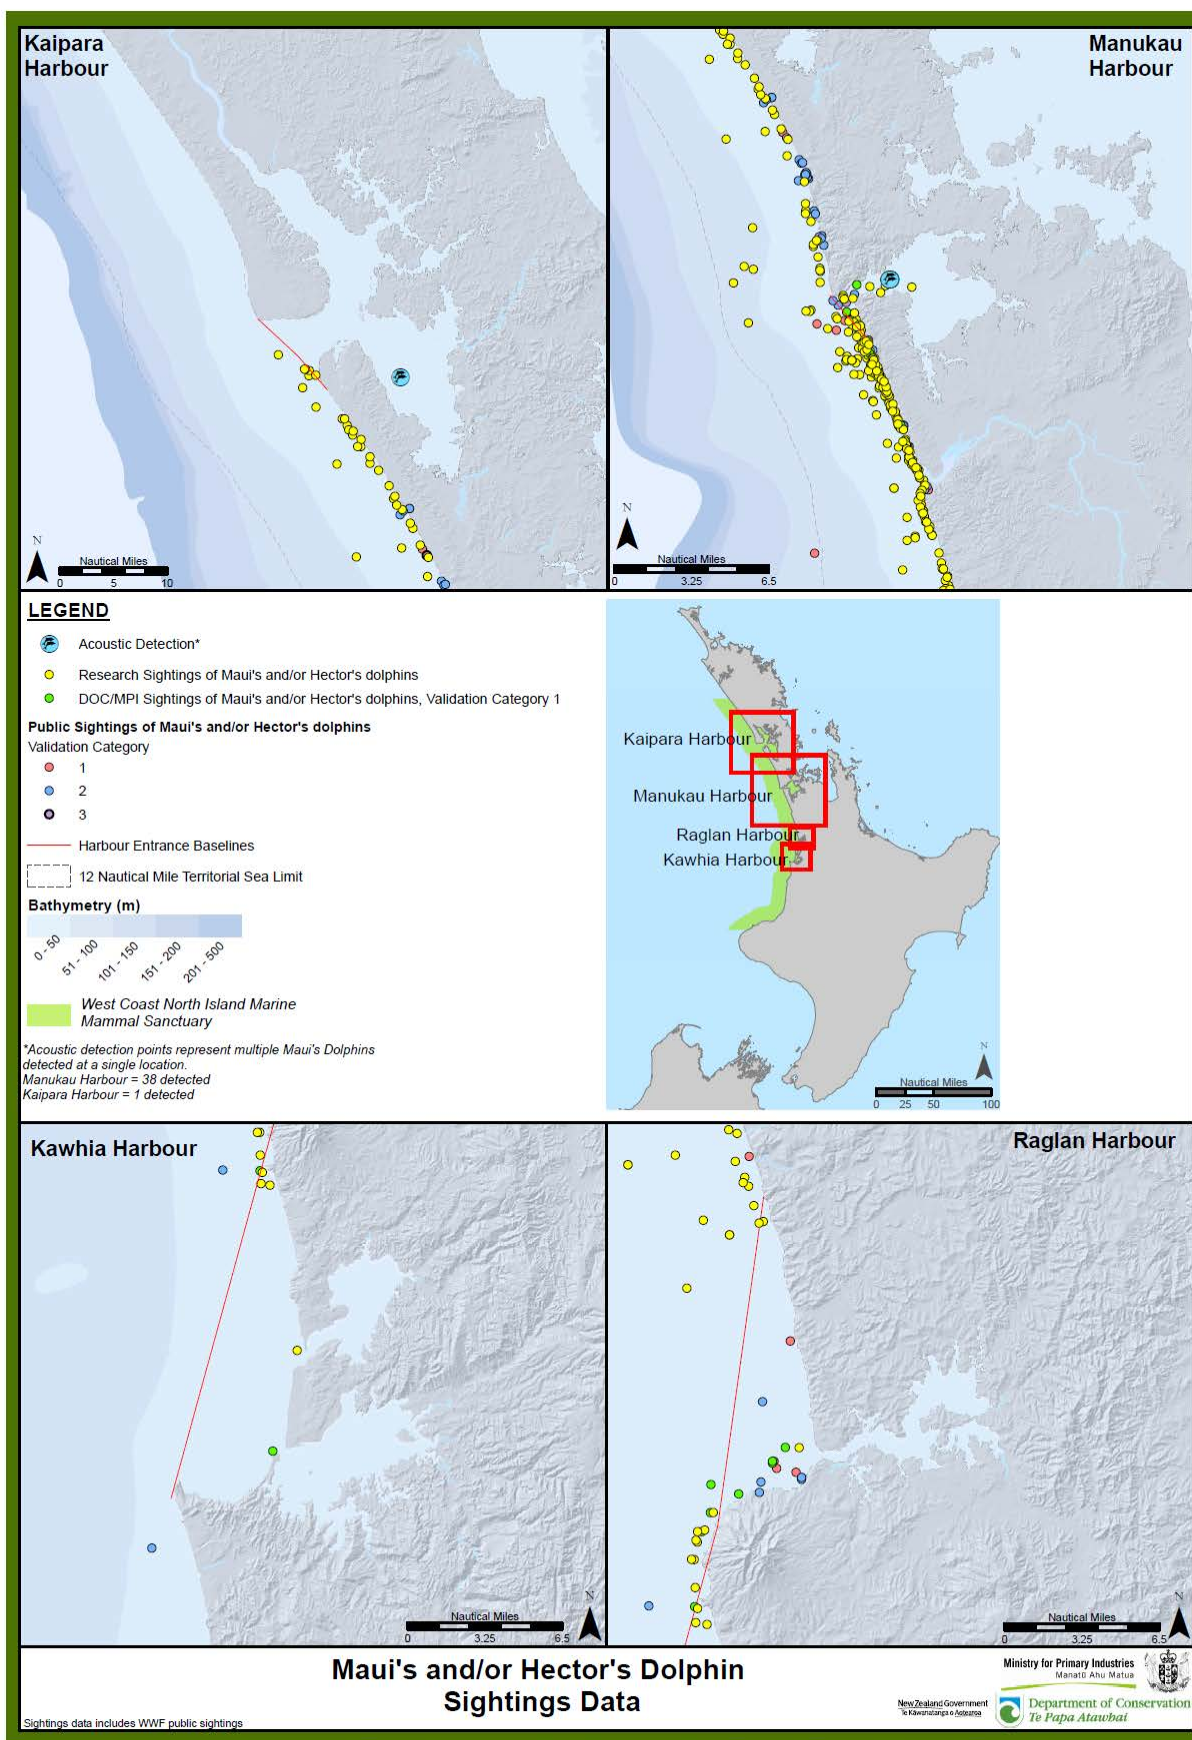 Kaipara
Harbour
Manukau
Harbour
N
Nautical Miles
0 5 10
N
Nautical Miles
0 3.25 6.5
LEGEND
Acoustic Detection*
Research Sightings of Maui's and/or Hector's dolphins
DOC/MPI Sightings of Maui's and/or Hector's dolphins, Validation Category 1
Public Sightings of Maui's and/or Hector's dolphins
Validation Category
1
2
3
Harbour Entrance Baselines
12 Nautical Mile Territorial Sea Limit
Bathymetry (m)
0 - 50
51 - 100
101 - 150
151 - 200
201 - 500
West Coast North Island Marine
Mammal Sanctuary
*Acoustic detection points represent multiple Maui's Dolphins
detected at a single location.
Manukau Harbour = 38 detected
Kaipara Harbour = 1 detected
Kaipara Harbour
Manukau Harbour
Raglan Harbour
Kawhia Harbour
N
Nautical Miles
0 25 50 100
Kawhia Harbour
N
Nautical Miles
0 3.25 6.5
Raglan Harbour
N
Nautical Miles
0 3.25 6.5
Maui's and/or Hector's Dolphin
Sightings Data
Sightings data includes WWF public sightings
Ministry for Primary Industries
Manatū Ahu Matua
New Zealand Government
Te Kāwanatanga o Aotearoa
Department of Conservation
Te Papa Atawhai